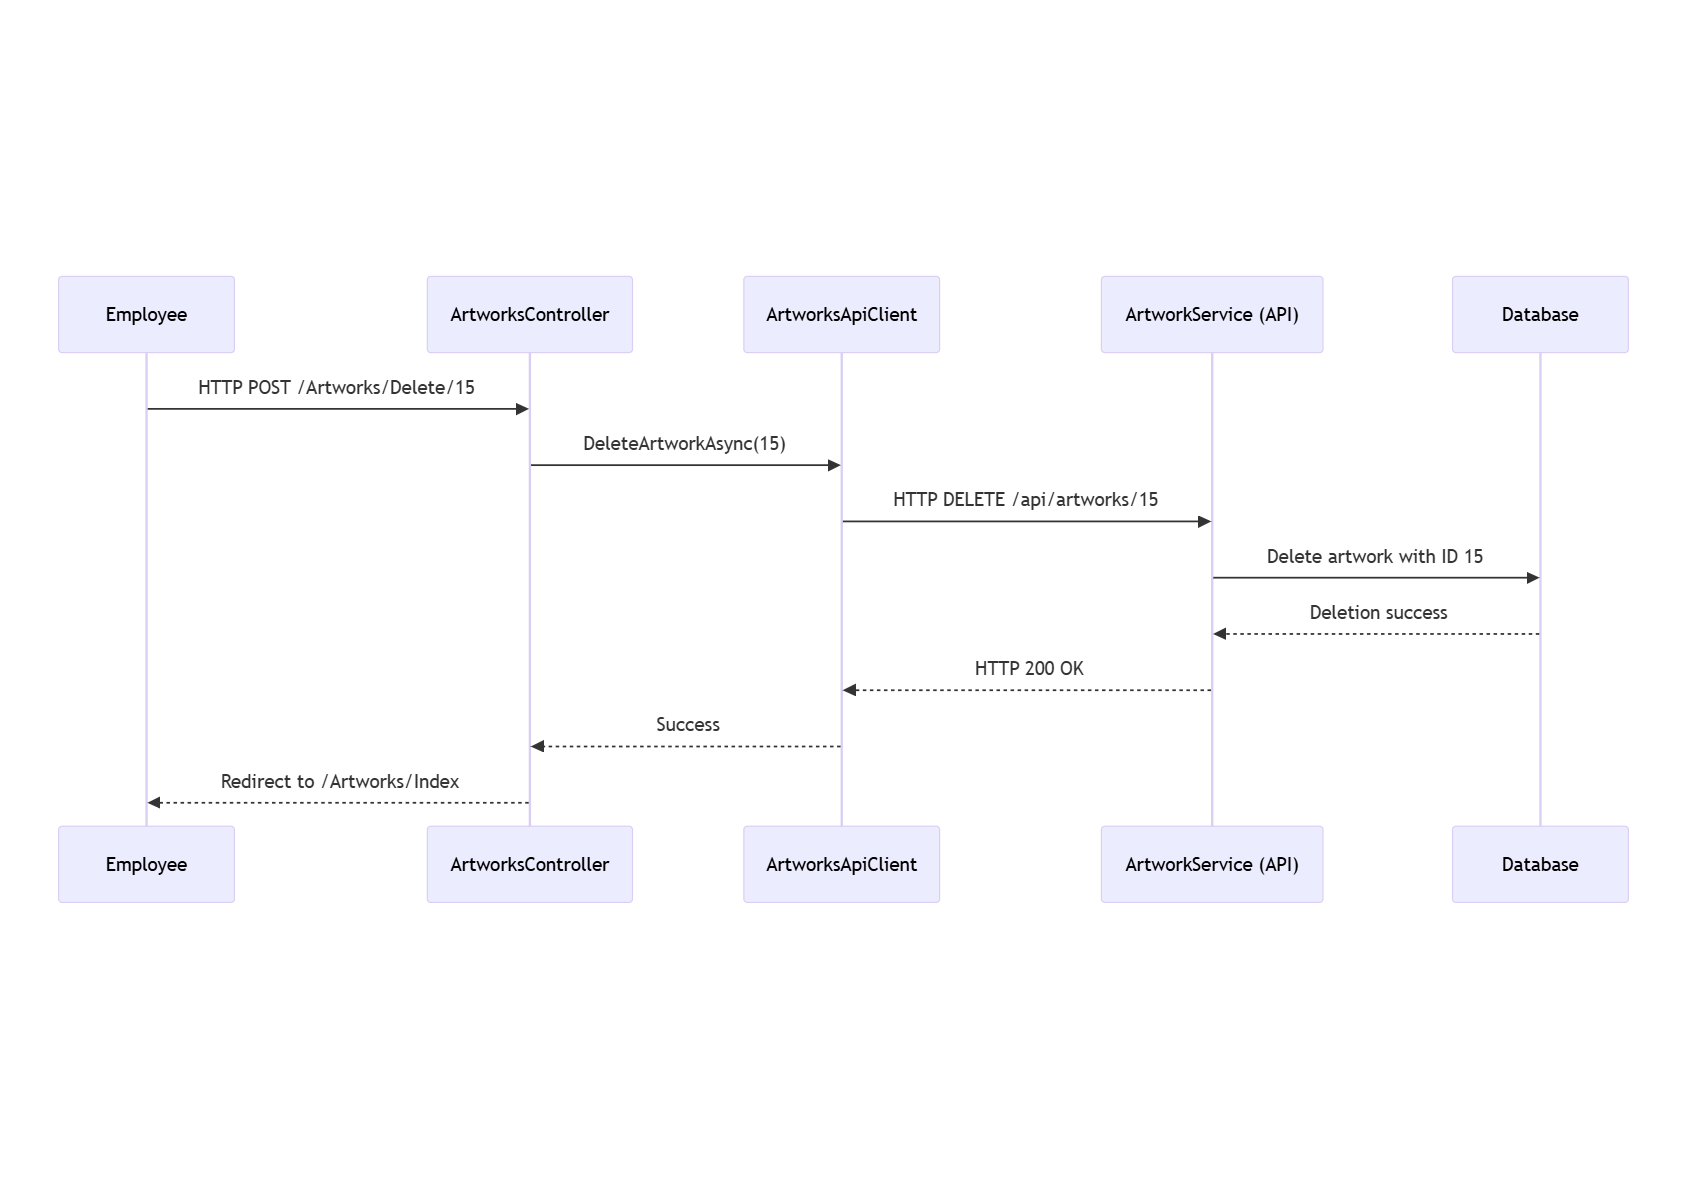 Employee
ArtworksController
ArtworksApiClient
ArtworkService (API)
Database
HTTP POST /Artworks/Delete/15
DeleteArtworkAsync(15)
HTTP DELETE /api/artworks/15
Delete artwork with ID 15
Deletion success
HTTP 200 OK
Success
Redirect to /Artworks/Index
Employee
ArtworksController
ArtworksApiClient
ArtworkService (API)
Database